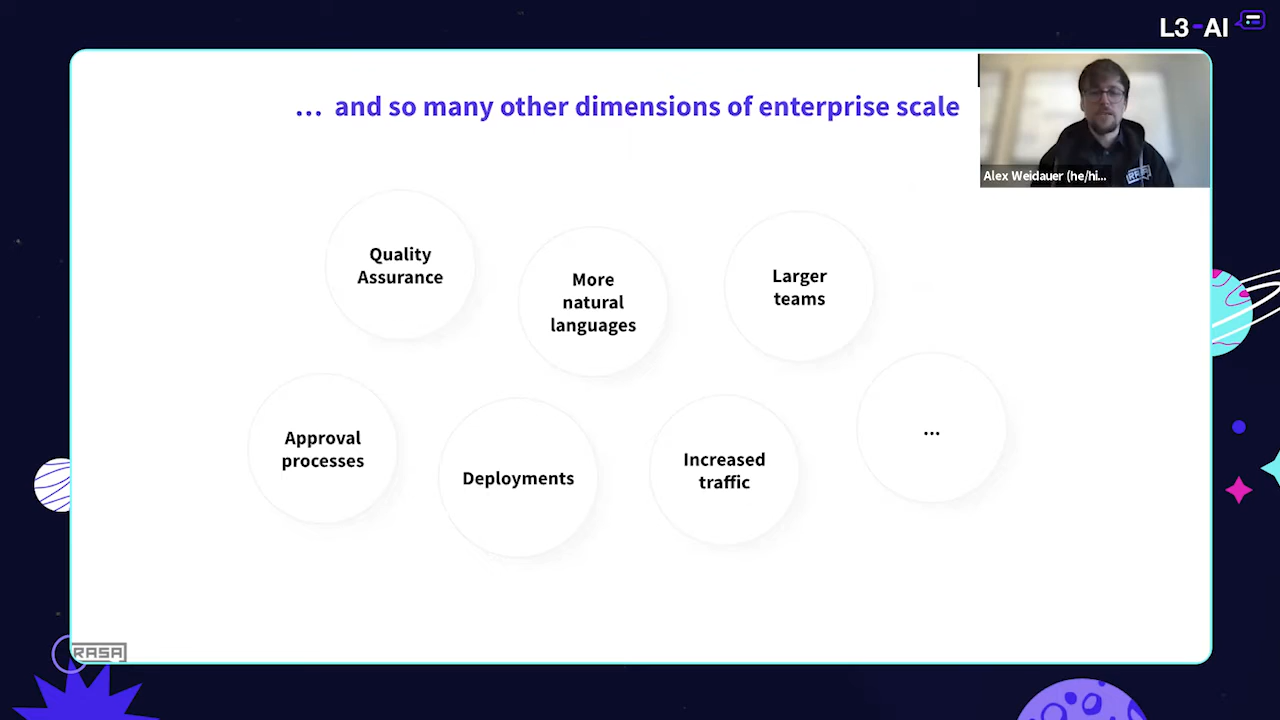 L3-AI
... and so many other dimensions of enterprise scale
Alex Weidauer (he/hi...
Quality
Assurance
More
natural
languages
Larger
teams
Approval
processes
Deployments
Increased
traffic
...
RASA